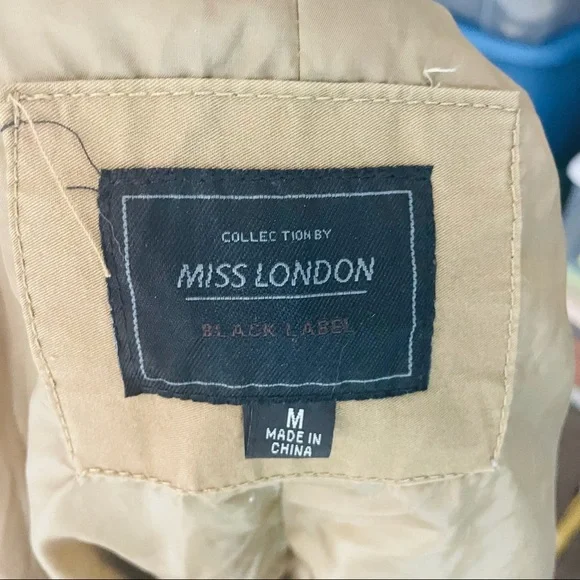 COLLECTION BY
MISS LONDON
BLACK LABEL
M
MADE IN
CHINA